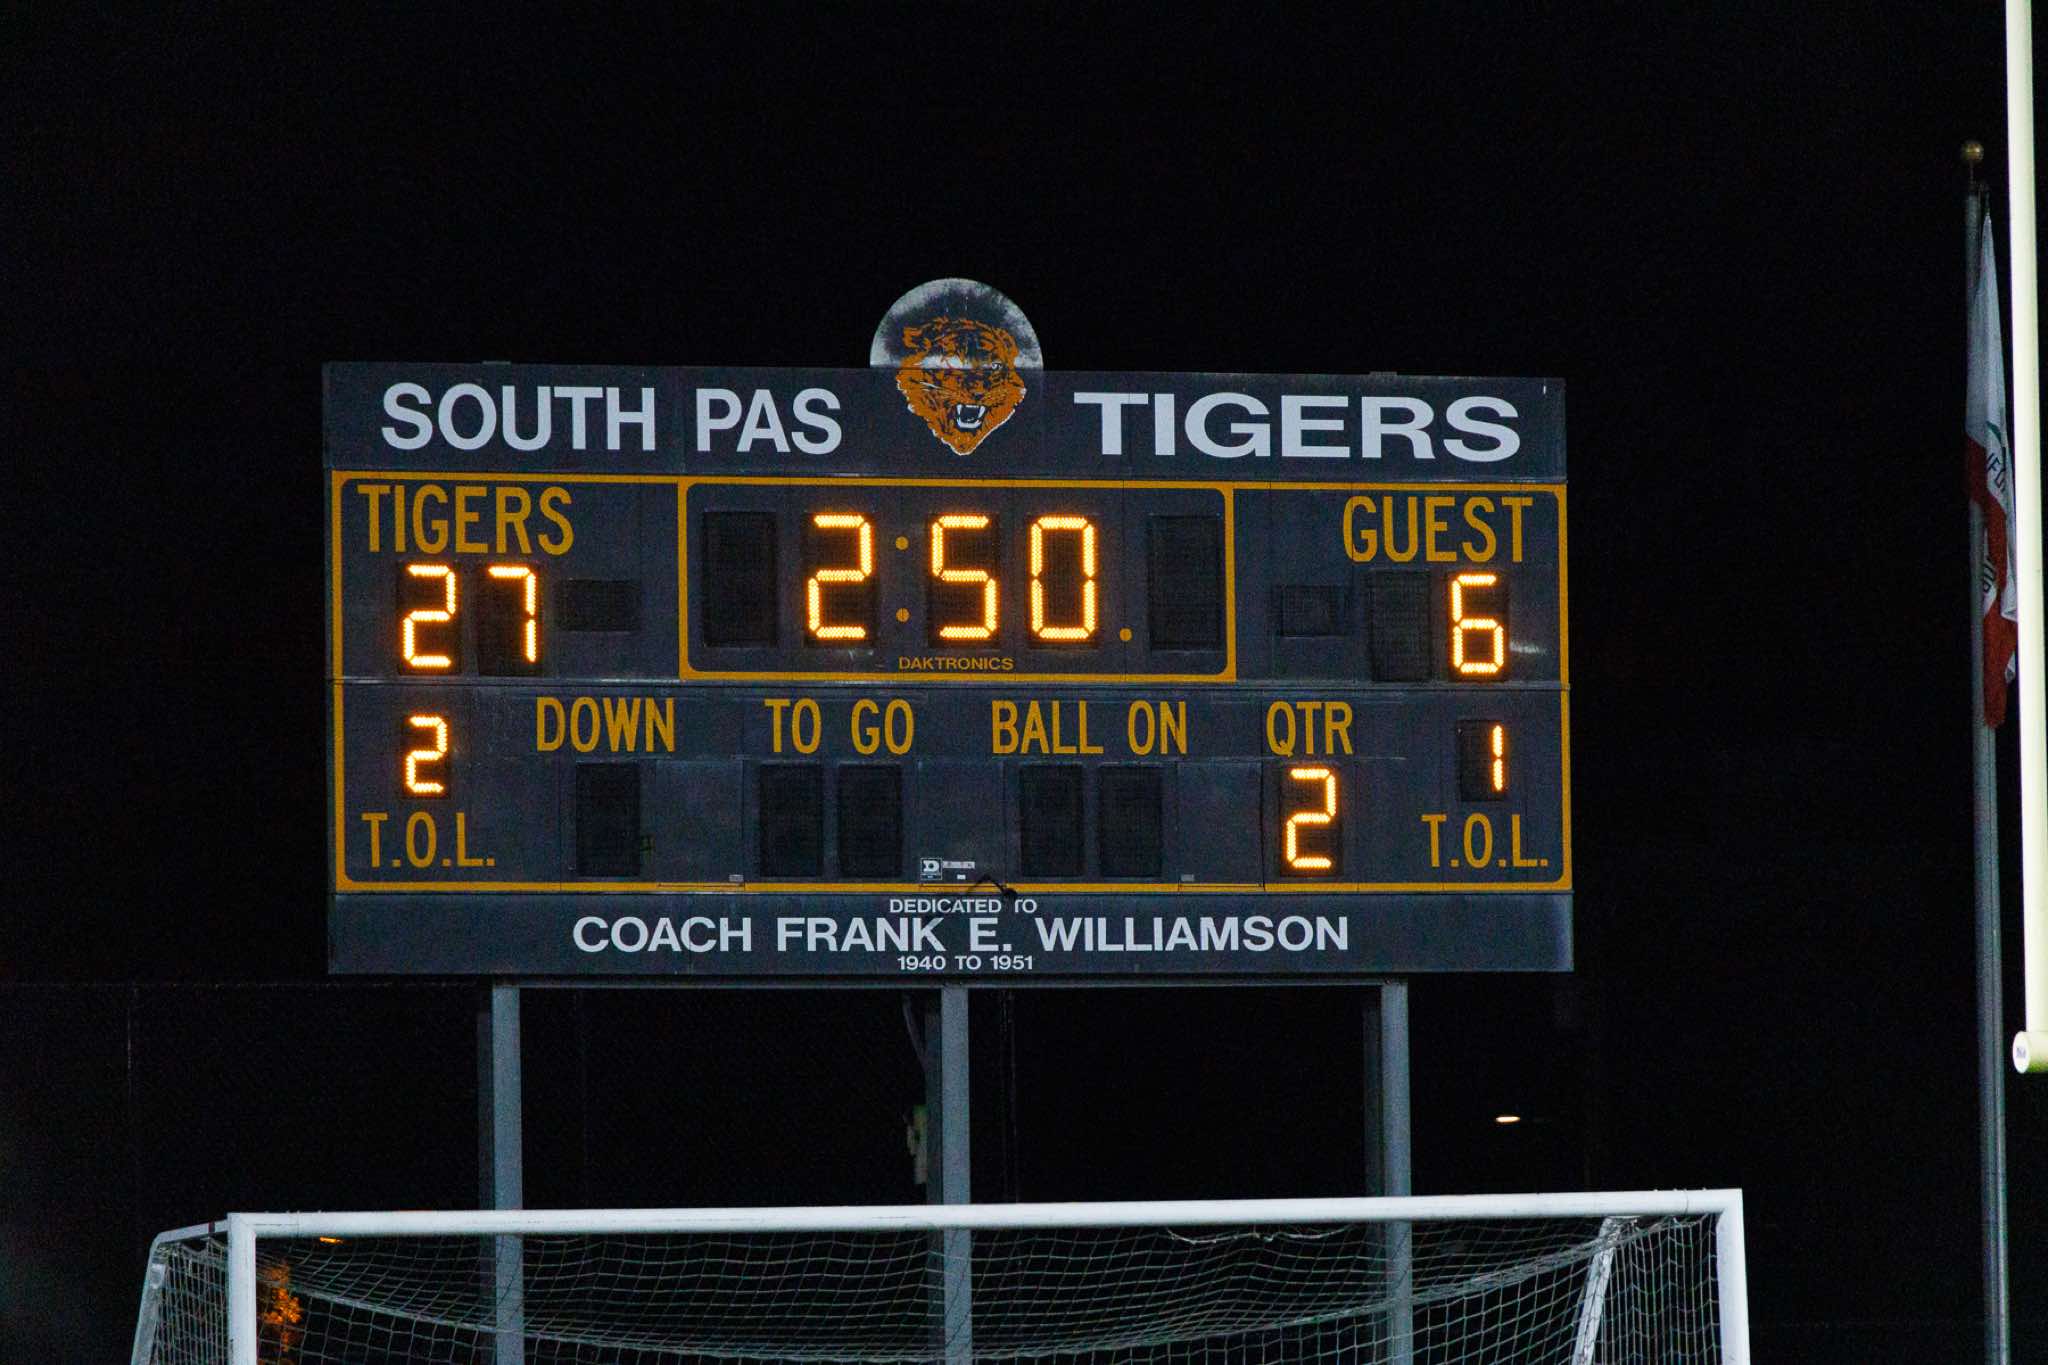 SOUTH PAS TIGERS
TIGERS 2:50. GUEST
27 6
DAKTRONICS
DOWN TO GO BALL ON QTR
2 1
2
T.O.L. T.O.L.
DEDICATED TO
COACH FRANK E. WILLIAMSON
1940 TO 1951